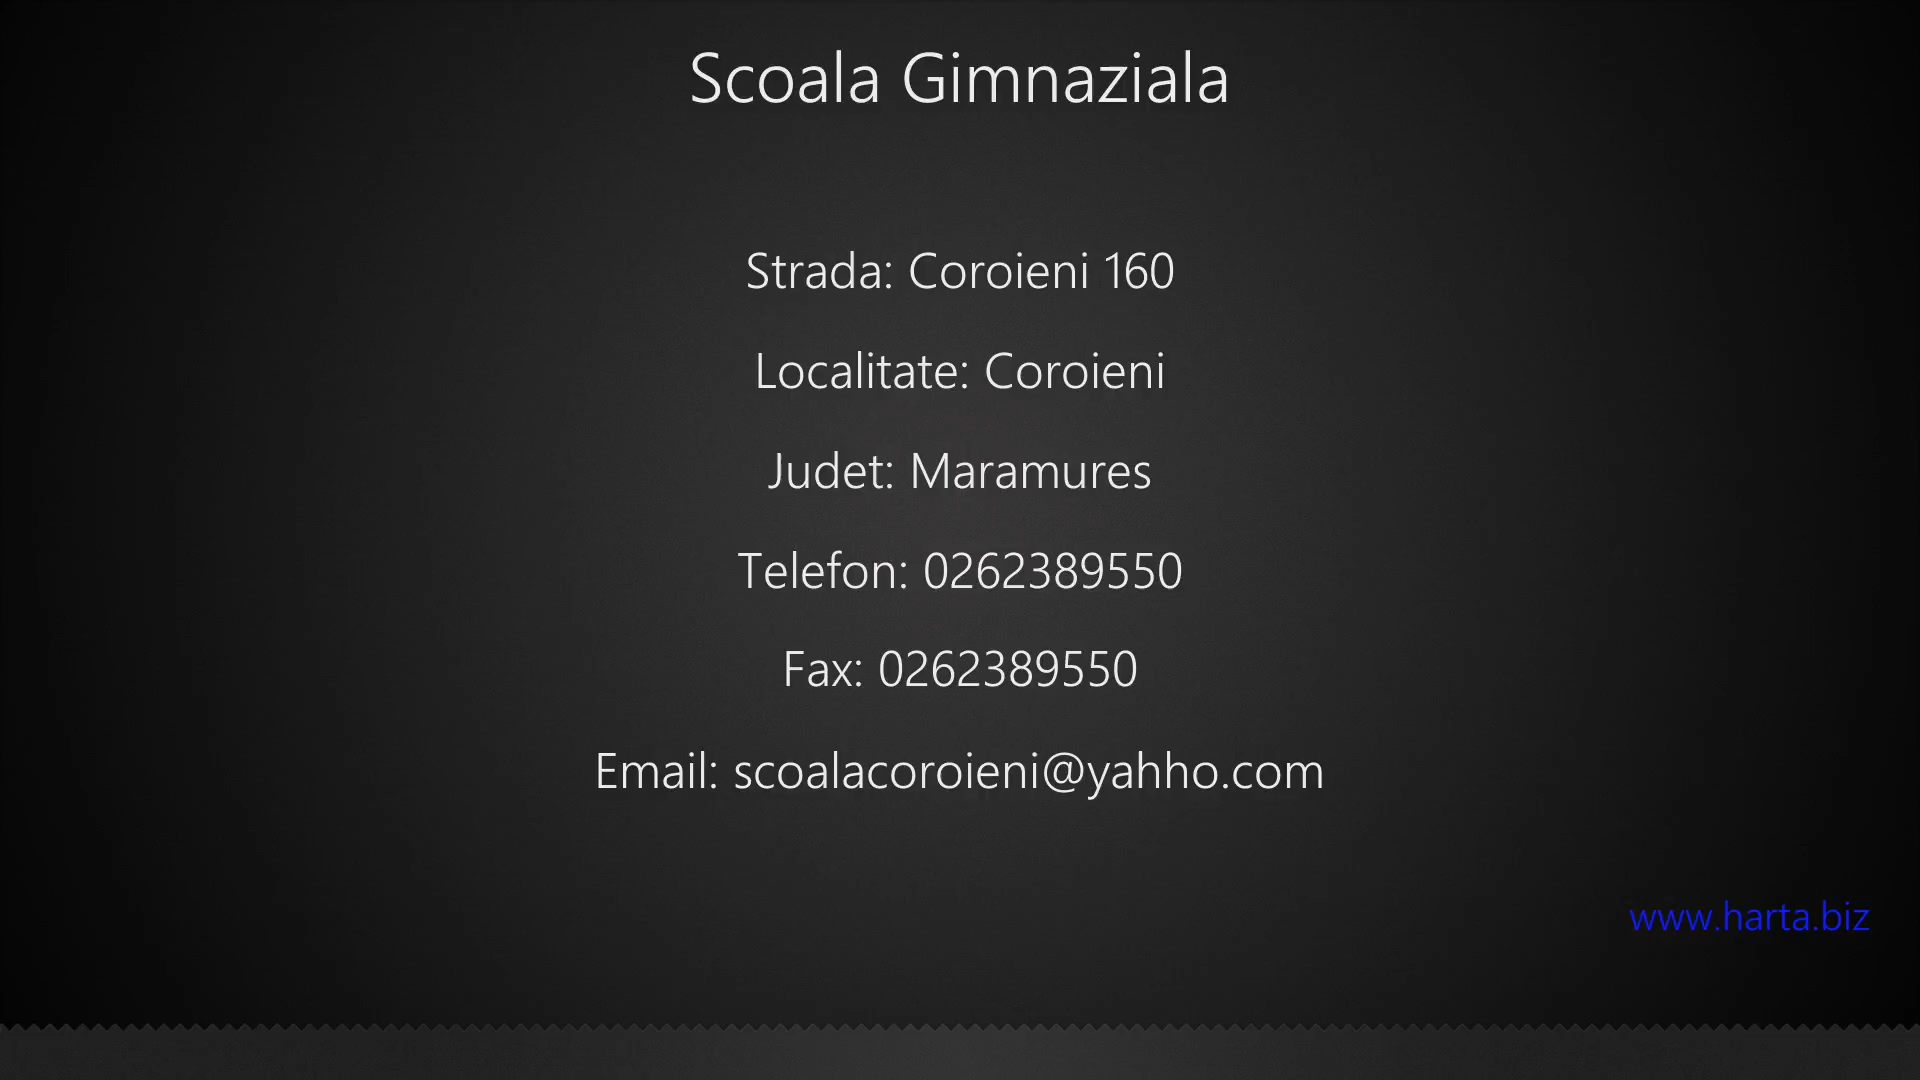 Scoala Gimnaziala
Strada: Coroieni 160
Localitate: Coroieni
Judet: Maramures
Telefon: 0262389550
Fax: 0262389550
Email: scoalacoroieni@yahho.com
www.harta.biz